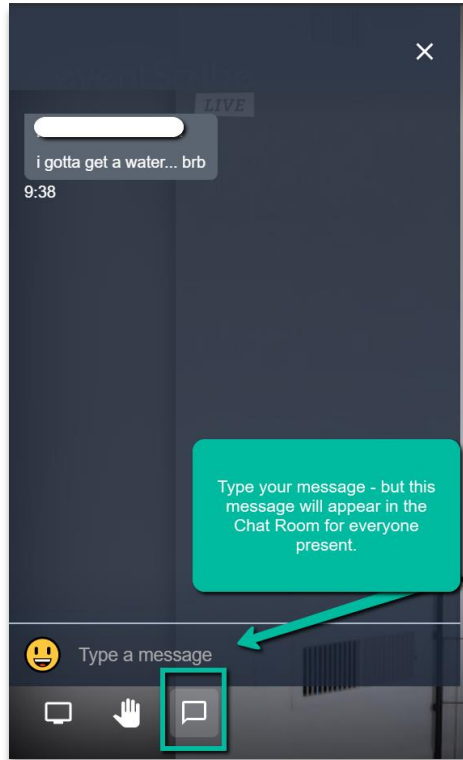 LIVE
i gotta get a water... brb
9:38
Type your message - but this
message will appear in the
Chat Room for everyone
present.
Type a message